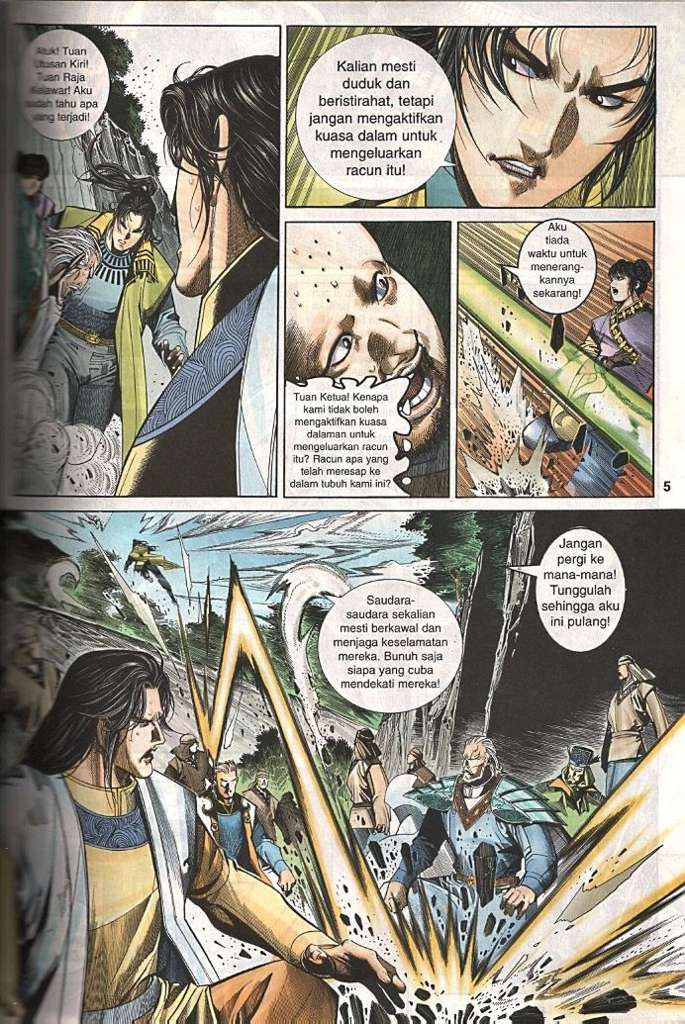 Atuk! Tuan
Utusan Kiri!
Tuan Raja
Kelawar! Aku
sudah tahu apa
yang terjadi!
Kalian mesti
duduk dan
beristirahat, tetapi
jangan mengaktifkan
kuasa dalam untuk
mengeluarkan
racun itu!
Tuan Ketua! Kenapa
kami tidak boleh
mengaktifkan kuasa
dalaman untuk
mengeluarkan racun
itu? Racun apa yang
telah meresap ke
dalam tubuh kami ini?
Aku
tiada
waktu untuk
menerang-
kannya
sekarang!
5
Saudara-
saudara sekalian
mesti berkawal dan
menjaga keselamatan
mereka. Bunuh saja
siapa yang cuba
mendekati mereka!
Jangan
pergi ke
mana-mana!
Tunggulah
sehingga aku
ini pulang!